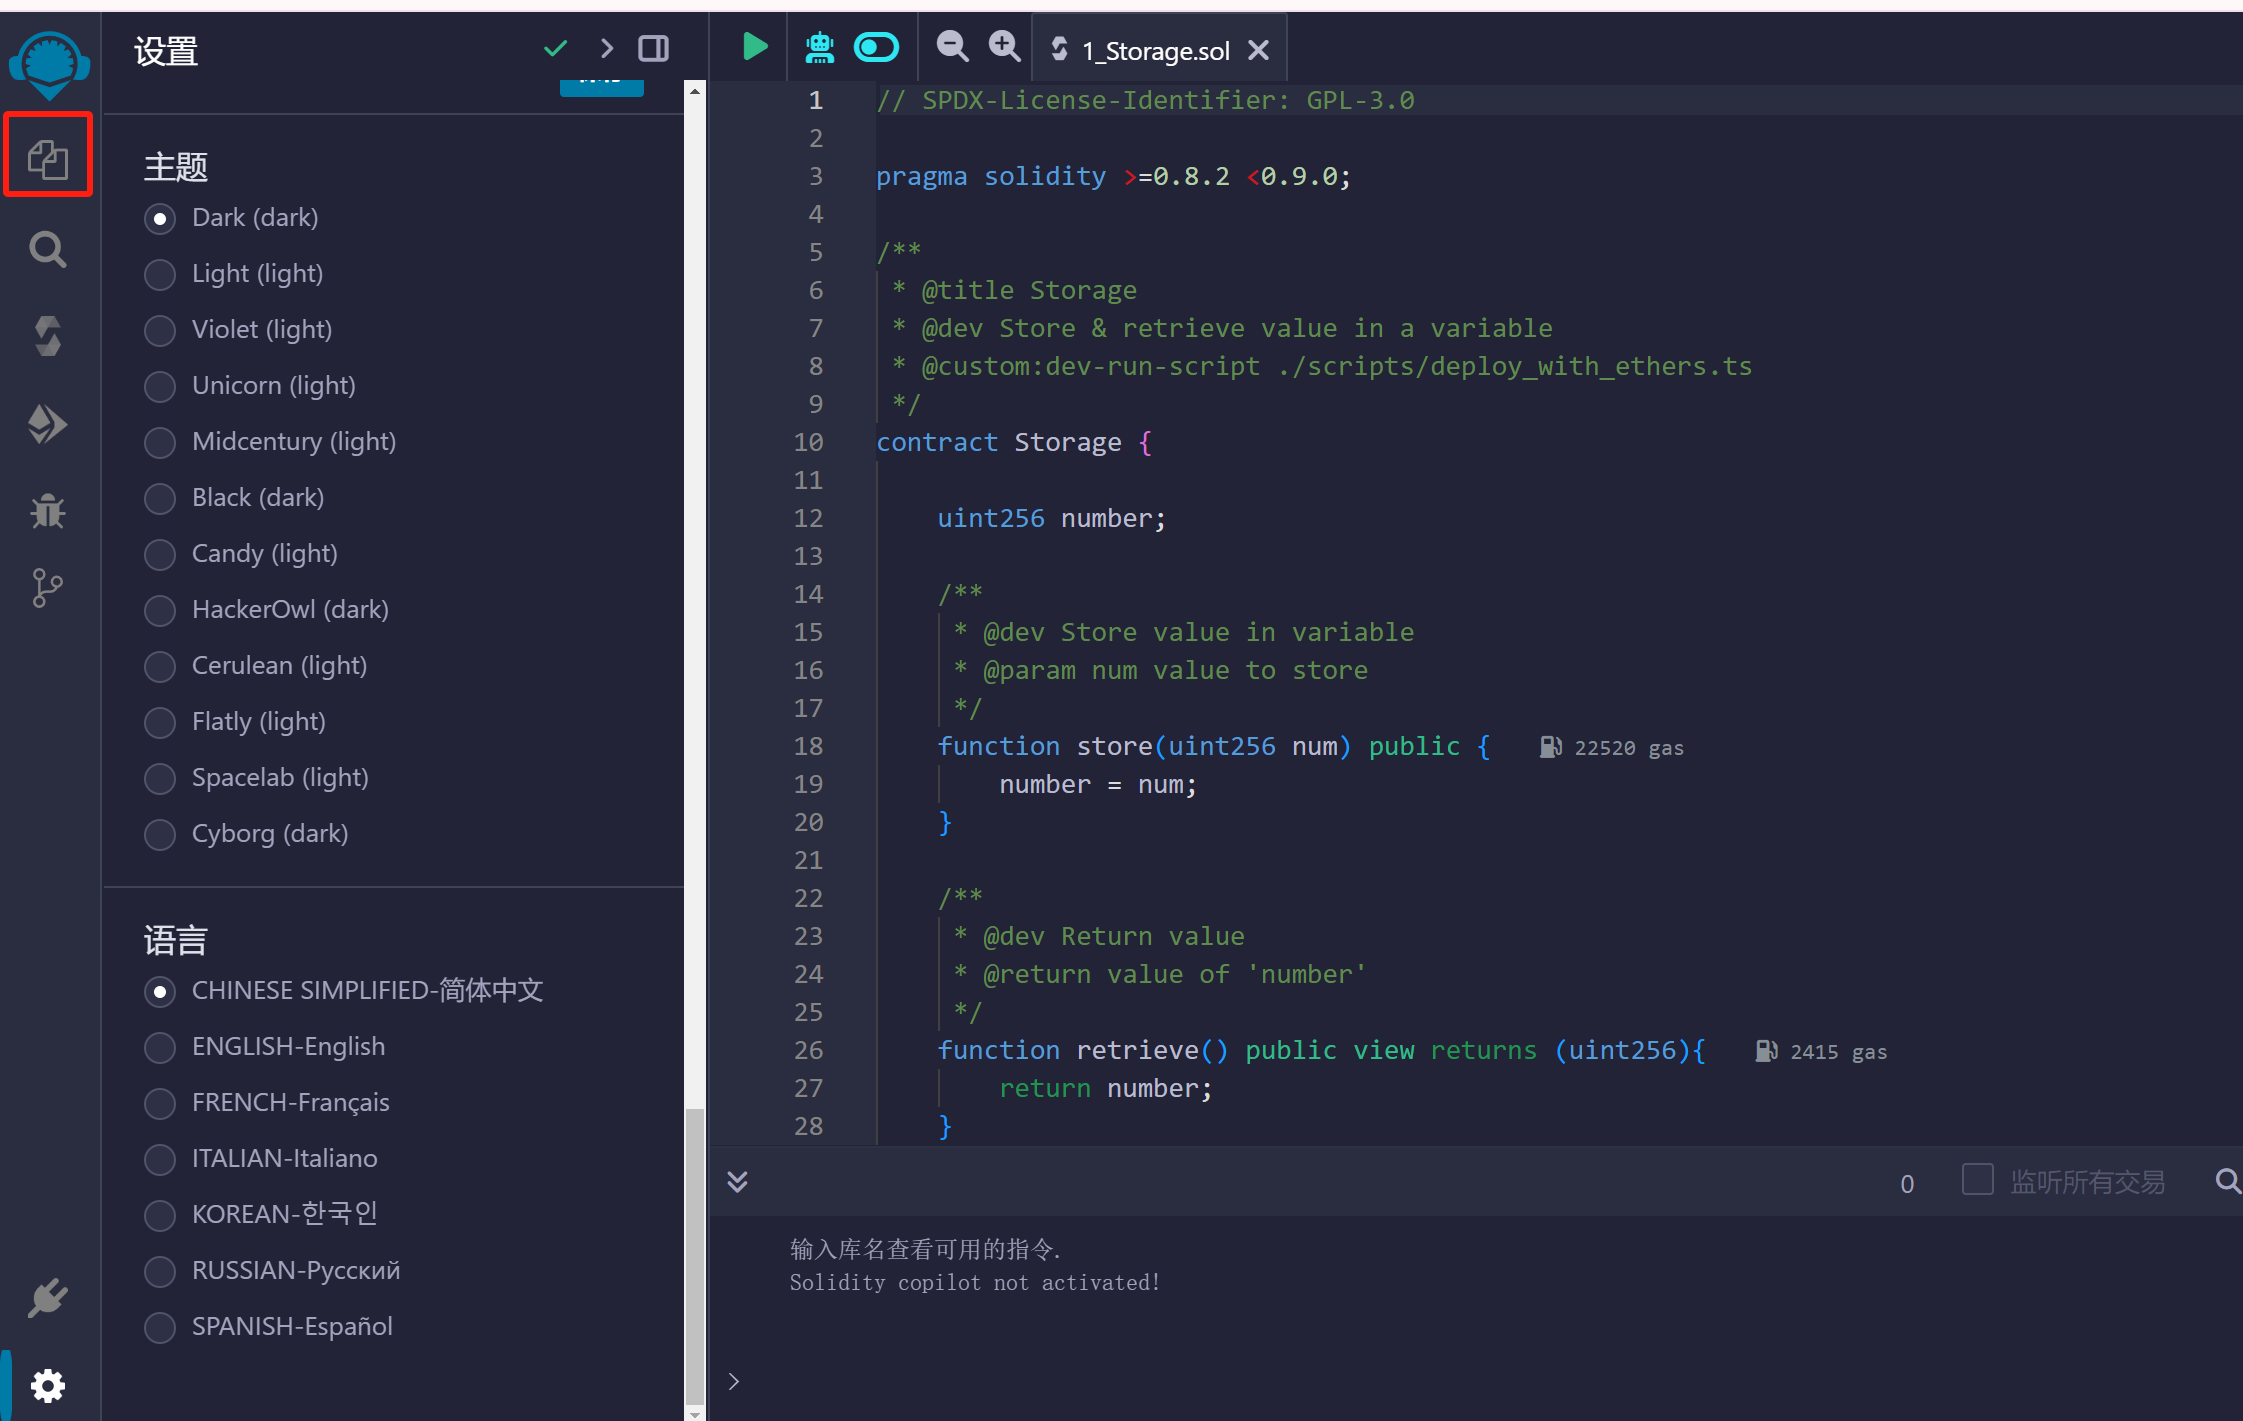 设置
主题
Dark (dark)
Light (light)
Violet (light)
Unicorn (light)
Midcentury (light)
Black (dark)
Candy (light)
HackerOwl (dark)
Cerulean (light)
Flatly (light)
Spacelab (light)
Cyborg (dark)
语言
CHINESE SIMPLIFIED-简体中文
ENGLISH-English
FRENCH-Français
ITALIAN-Italiano
KOREAN-한국인
RUSSIAN-Русский
SPANISH-Español
1_Storage.sol
1 // SPDX-License-Identifier: GPL-3.0
2
3 pragma solidity >=0.8.2 <0.9.0;
4
5 /**
6 * @title Storage
7 * @dev Store & retrieve value in a variable
8 * @custom:dev-run-script ./scripts/deploy_with_ethers.ts
9 */
10 contract Storage {
11
12 uint256 number;
13
14 /**
15 * @dev Store value in variable
16 * @param num value to store
17 */
18 function store(uint256 num) public { 22520 gas
19 number = num;
20 }
21
22 /**
23 * @dev Return value
24 * @return value of 'number'
25 */
26 function retrieve() public view returns (uint256){ 2415 gas
27 return number;
28 }
0 监听所有交易
输入库名查看可用的指令.
Solidity copilot not activated!
>